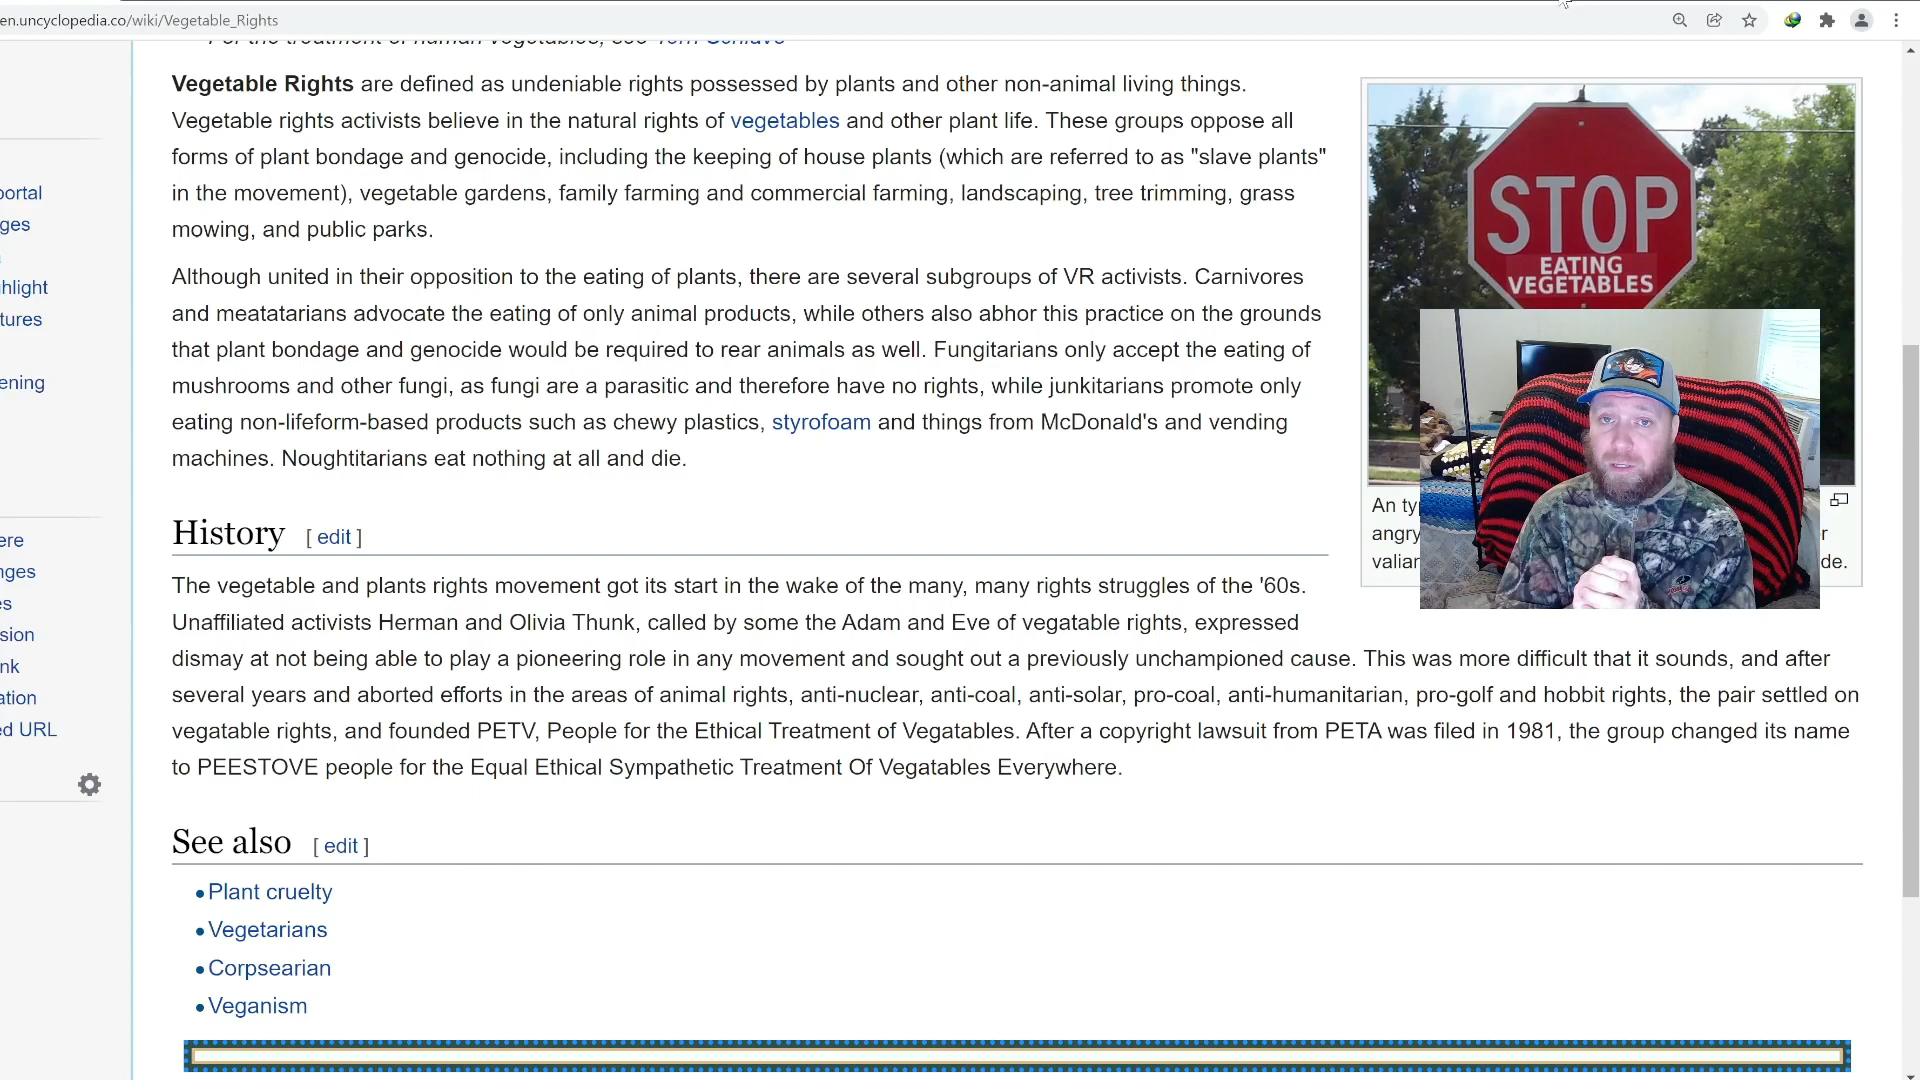 en.uncyclopedia.co/wiki/Vegetable_Rights
For the treatment of human vegetables, see Terri Schiavo
Vegetable Rights are defined as undeniable rights possessed by plants and other non-animal living things.
Vegetable rights activists believe in the natural rights of vegetables and other plant life. These groups oppose all
forms of plant bondage and genocide, including the keeping of house plants (which are referred to as "slave plants"
in the movement), vegetable gardens, family farming and commercial farming, landscaping, tree trimming, grass
mowing, and public parks.
Although united in their opposition to the eating of plants, there are several subgroups of VR activists. Carnivores
and meatatarians advocate the eating of only animal products, while others also abhor this practice on the grounds
that plant bondage and genocide would be required to rear animals as well. Fungitarians only accept the eating of
mushrooms and other fungi, as fungi are a parasitic and therefore have no rights, while junkitarians promote only
eating non-lifeform-based products such as chewy plastics, styrofoam and things from McDonald's and vending
machines. Noughtitarians eat nothing at all and die.
STOP
EATING
VEGETABLES
An ty
angry r
valiar de.
History [ edit ]
The vegetable and plants rights movement got its start in the wake of the many, many rights struggles of the '60s.
Unaffiliated activists Herman and Olivia Thunk, called by some the Adam and Eve of vegatable rights, expressed
dismay at not being able to play a pioneering role in any movement and sought out a previously unchampioned cause. This was more difficult that it sounds, and after
several years and aborted efforts in the areas of animal rights, anti-nuclear, anti-coal, anti-solar, pro-coal, anti-humanitarian, pro-golf and hobbit rights, the pair settled on
vegatable rights, and founded PETV, People for the Ethical Treatment of Vegatables. After a copyright lawsuit from PETA was filed in 1981, the group changed its name
to PEESTOVE people for the Equal Ethical Sympathetic Treatment Of Vegatables Everywhere.
See also [ edit ]
Plant cruelty
Vegetarians
Corpsearian
Veganism
portal
ges
hlight
tures
ening
ere
nges
es
sion
nk
ation
ed URL